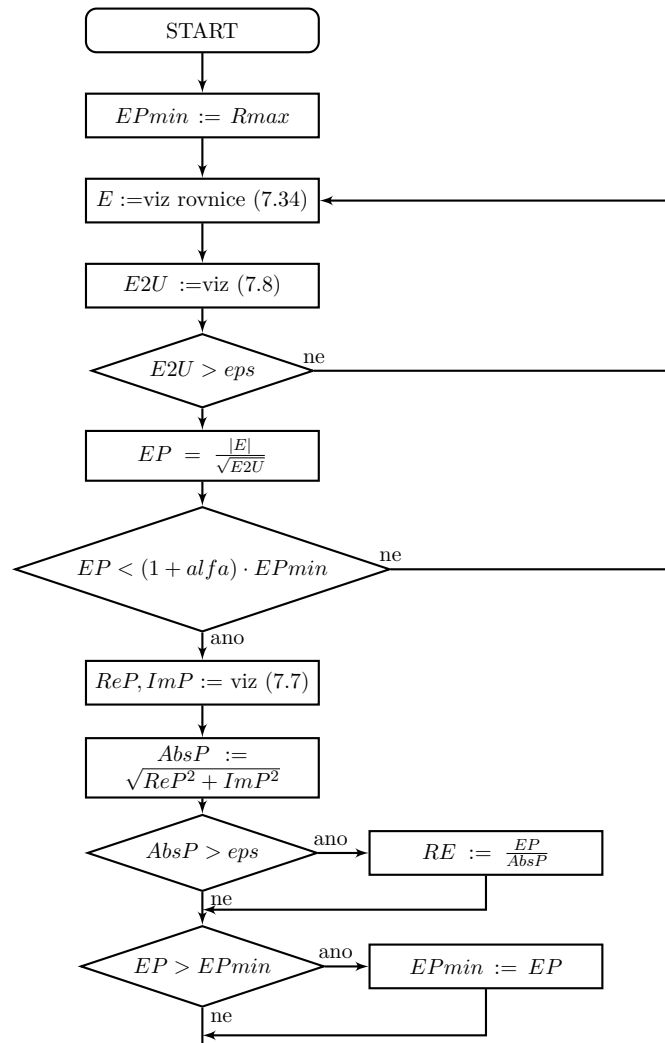 START
EPmin := Rmax
E :=viz rovnice (7.34)
E2U :=viz (7.8)
E2U > eps
ne
EP = |E|/√E2U
EP < (1 + alfa) · EPmin
ne
ano
ReP, ImP := viz (7.7)
AbsP :=
√ReP² + ImP²
AbsP > eps
ano
RE := EP/AbsP
ne
EP > EPmin
ano
EPmin := EP
ne